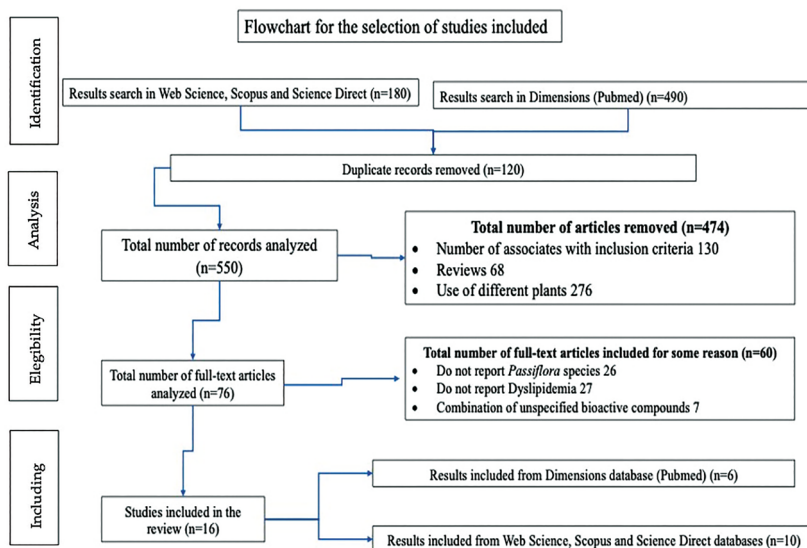 Flowchart for the selection of studies included
Identification
Results search in Web Science, Scopus and Science Direct (n=180)
Results search in Dimensions (Pubmed) (n=490)
Duplicate records removed (n=120)
Analysis
Total number of records analyzed
(n=550)
Total number of articles removed (n=474)
• Number of associates with inclusion criteria 130
• Reviews 68
• Use of different plants 276
Elegibility
Total number of full-text articles
analyzed (n=76)
Total number of full-text articles included for some reason (n=60)
• Do not report Passiflora species 26
• Do not report Dyslipidemia 27
• Combination of unspecified bioactive compounds 7
Including
Studies included in the
review (n=16)
Results included from Dimensions database (Pubmed) (n=6)
Results included from Web Science, Scopus and Science Direct databases (n=10)